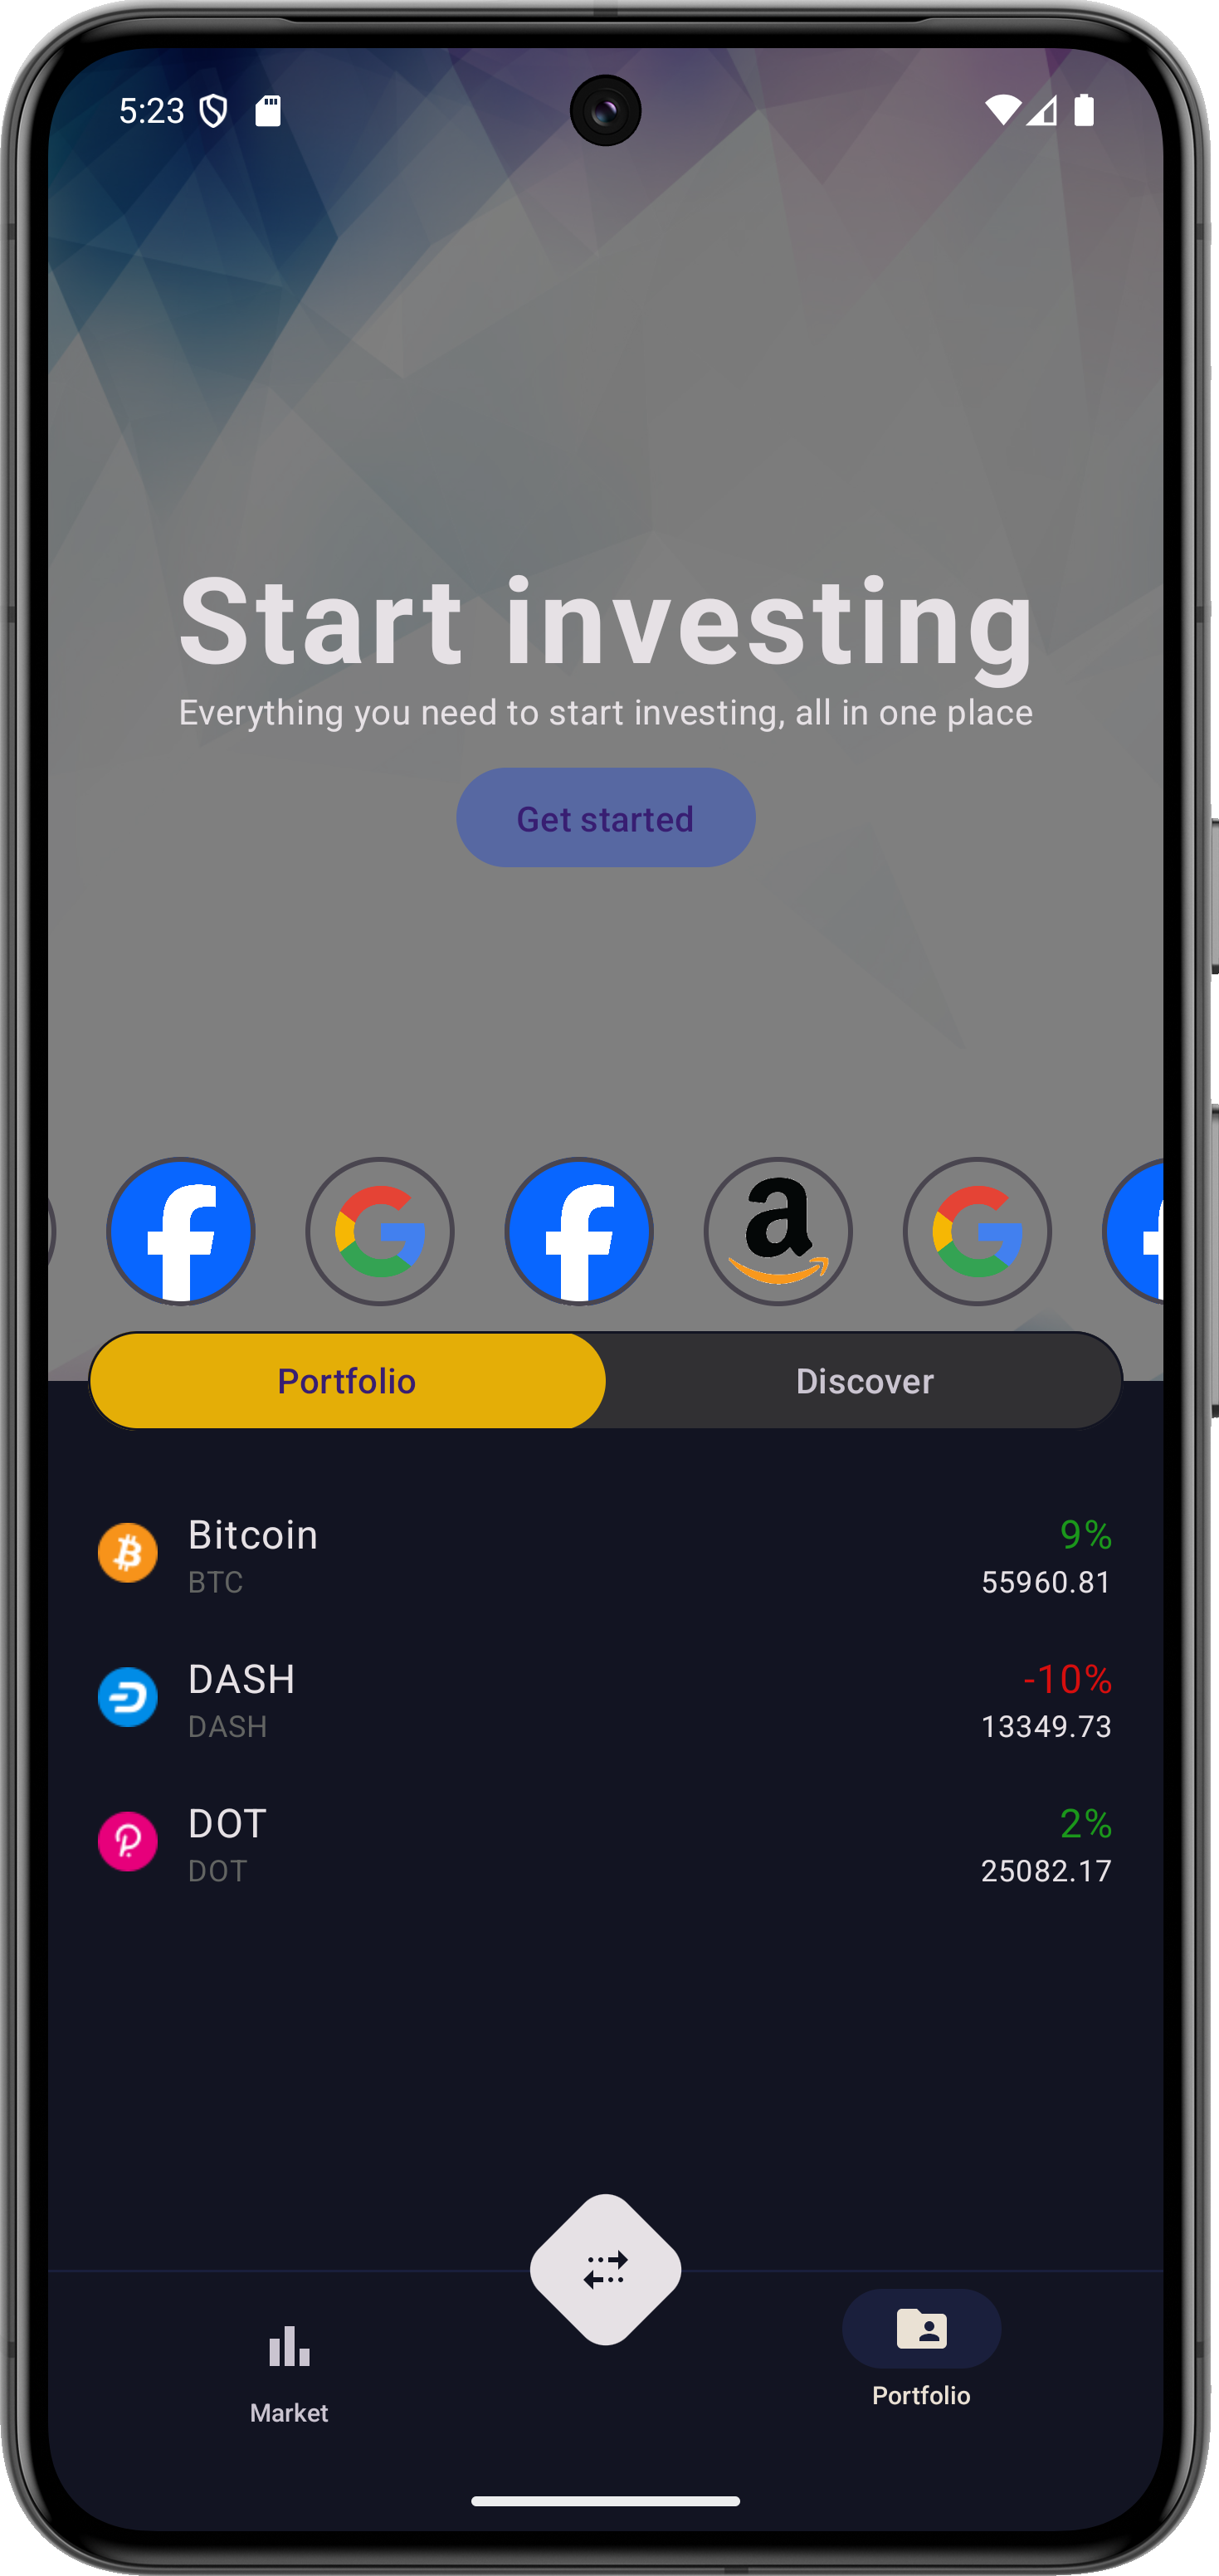 5:23
Start investing
Everything you need to start investing, all in one place
Get started
Portfolio
Discover
Bitcoin
9%
BTC
55960.81
DASH
-10%
DASH
13349.73
DOT
2%
DOT
25082.17
Market
Portfolio